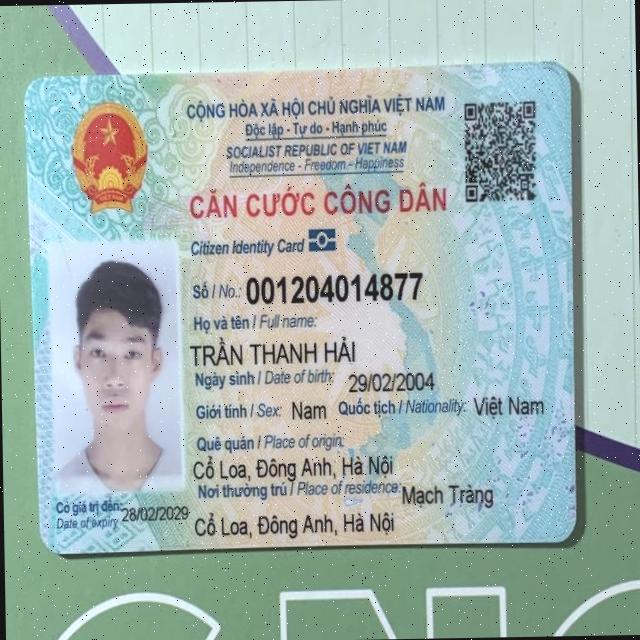 CỘNG HÒA XÃ HỘI CHỦ NGHĨA VIỆT NAM
Độc lập - Tự do - Hạnh phúc
SOCIALIST REPUBLIC OF VIET NAM
Independence - Freedom - Happiness
CĂN CƯỚC CÔNG DÂN
Citizen Identity Card
Số / No.: 001204014877
Họ và tên / Full name:
TRẦN THANH HẢI
Ngày sinh / Date of birth: 29/02/2004
Giới tính / Sex: Nam Quốc tịch / Nationality: Việt Nam
Quê quán / Place of origin:
Cổ Loa, Đông Anh, Hà Nội
Nơi thường trú / Place of residence: Mạch Tràng
Cổ Loa, Đông Anh, Hà Nội
Có giá trị đến: 28/02/2029
Date of expiry